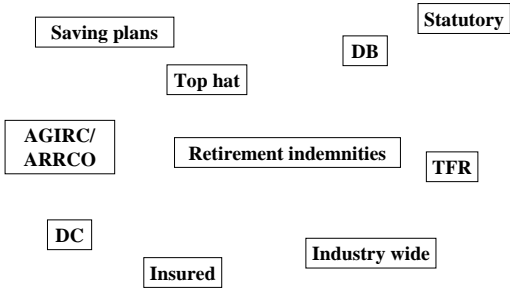 Statutory
Saving plans
DB
Top hat
AGIRC/
ARRCO
Retirement indemnities
TFR
DC
Industry wide
Insured